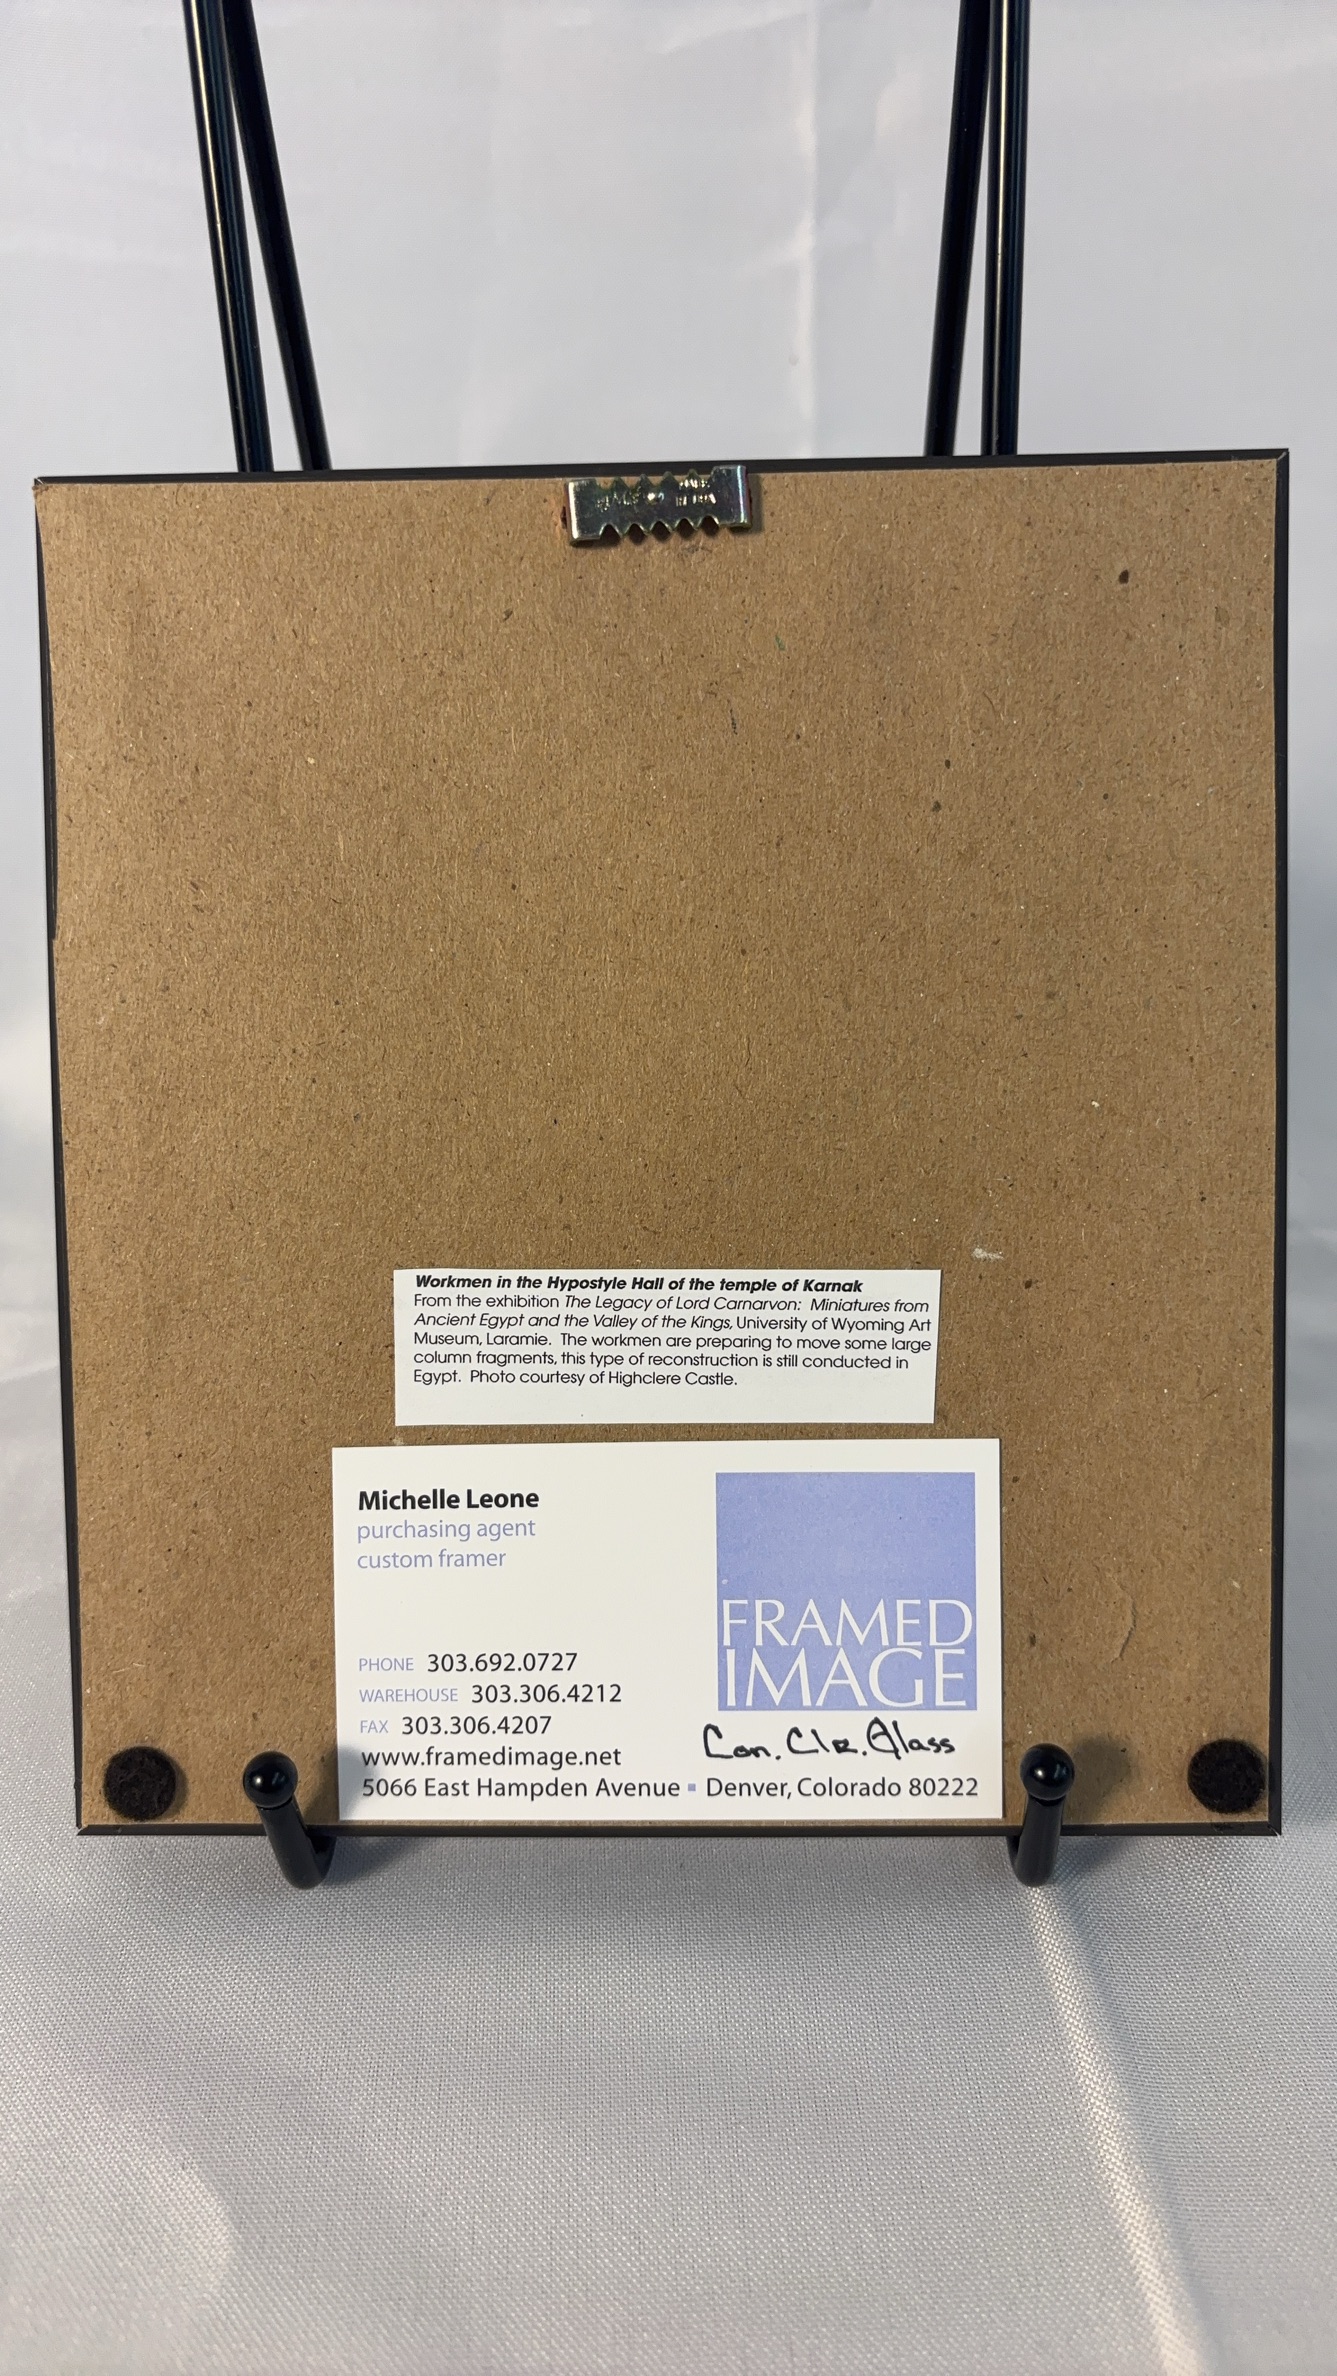 Workmen in the Hypostyle Hall of the temple of Karnak
From the exhibition The Legacy of Lord Carnarvon: Miniatures from
Ancient Egypt and the Valley of the Kings, University of Wyoming Art
Museum, Laramie. The workmen are preparing to move some large
column fragments, this type of reconstruction is still conducted in
Egypt. Photo courtesy of Highclere Castle.
Michelle Leone
purchasing agent
custom framer
PHONE 303.692.0727
WAREHOUSE 303.306.4212
FAX 303.306.4207
www.framedimage.net
5066 East Hampden Avenue ▪ Denver, Colorado 80222
FRAMED
IMAGE
Con. Clr. Glass